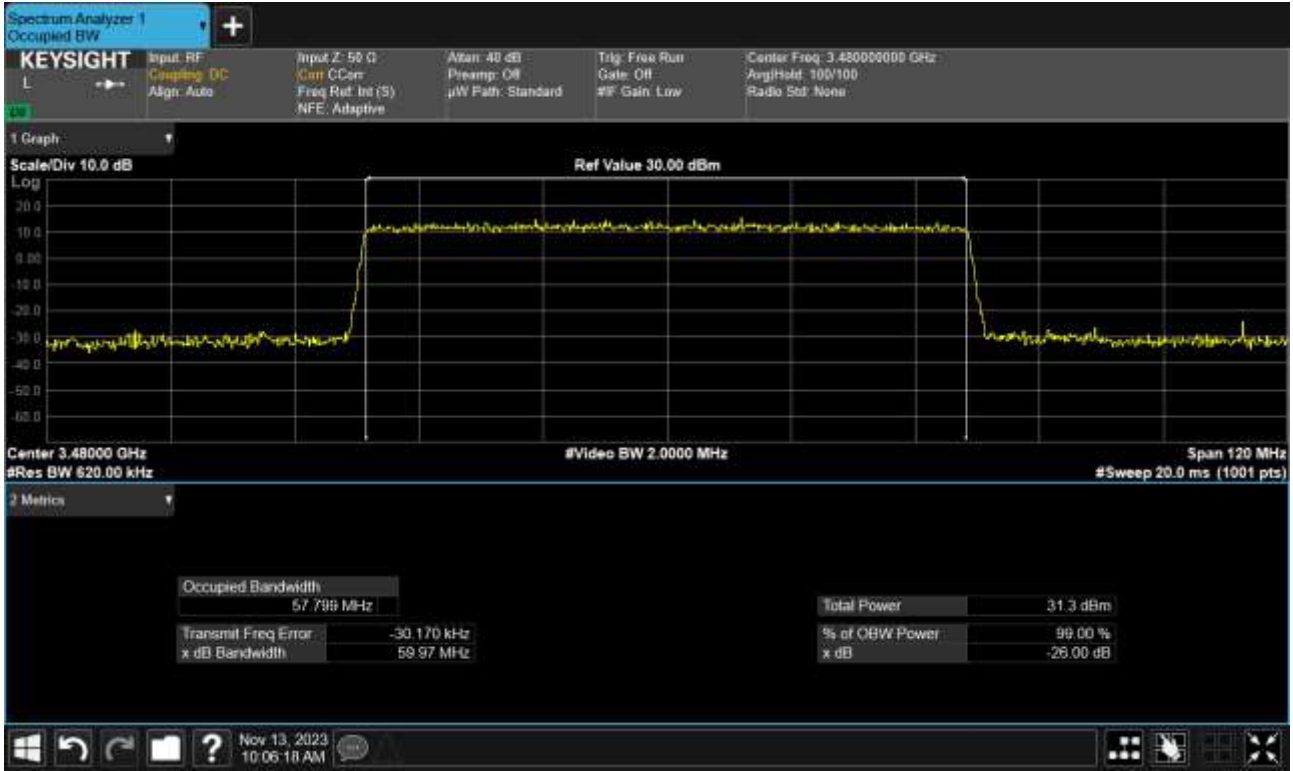 Spectrum Analyzer 1
Occupied BW
KEYSIGHT
L
Input: RF
Coupling: DC
Align: Auto
Input Z: 50 Ω
Corr CCorr
Freq Ref: Int (S)
NFE: Adaptive
Atten: 40 dB
Preamp: Off
µW Path: Standard
Trig: Free Run
Gate: Off
#IF Gain: Low
Center Freq: 3.480000000 GHz
Avg|Hold: 100/100
Radio Std: None
1 Graph
Scale/Div 10.0 dB
Ref Value 30.00 dBm
Log
20.0
10.0
0.00
-10.0
-20.0
-30.0
-40.0
-50.0
-60.0
Center 3.48000 GHz
#Video BW 2.0000 MHz
Span 120 MHz
#Res BW 620.00 kHz
#Sweep 20.0 ms (1001 pts)
2 Metrics
Occupied Bandwidth
57.799 MHz
Total Power 31.3 dBm
Transmit Freq Error -30.170 kHz
% of OBW Power 99.00 %
x dB Bandwidth 59.97 MHz
x dB -26.00 dB
Nov 13, 2023
10:06:18 AM